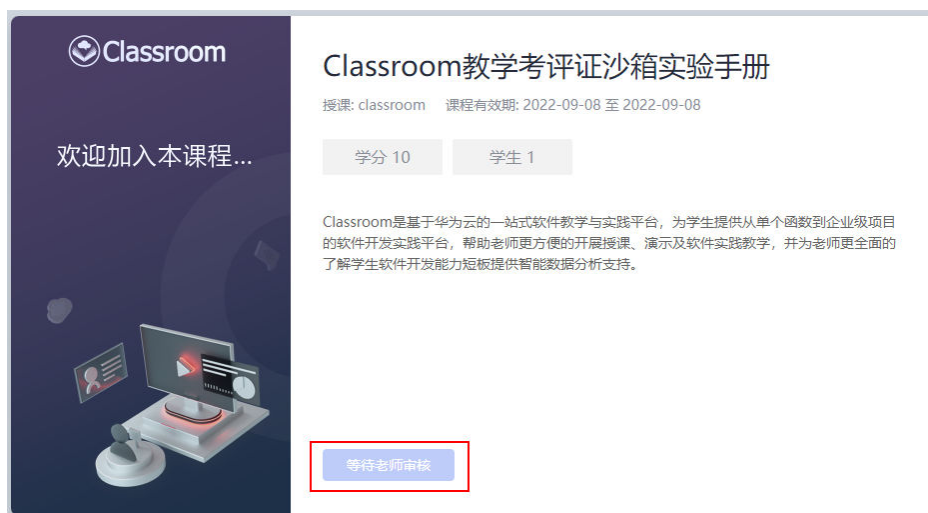 Classroom
欢迎加入本课程...
Classroom教学考评证沙箱实验手册
授课: classroom 课程有效期: 2022-09-08 至 2022-09-08
学分 10 学生 1
Classroom是基于华为云的一站式软件教学与实践平台，为学生提供从单个函数到企业级项目
的软件开发实践平台，帮助老师更方便的开展授课、演示及软件实践教学，并为老师更全面的
了解学生软件开发能力短板提供智能数据分析支持。
等待老师审核